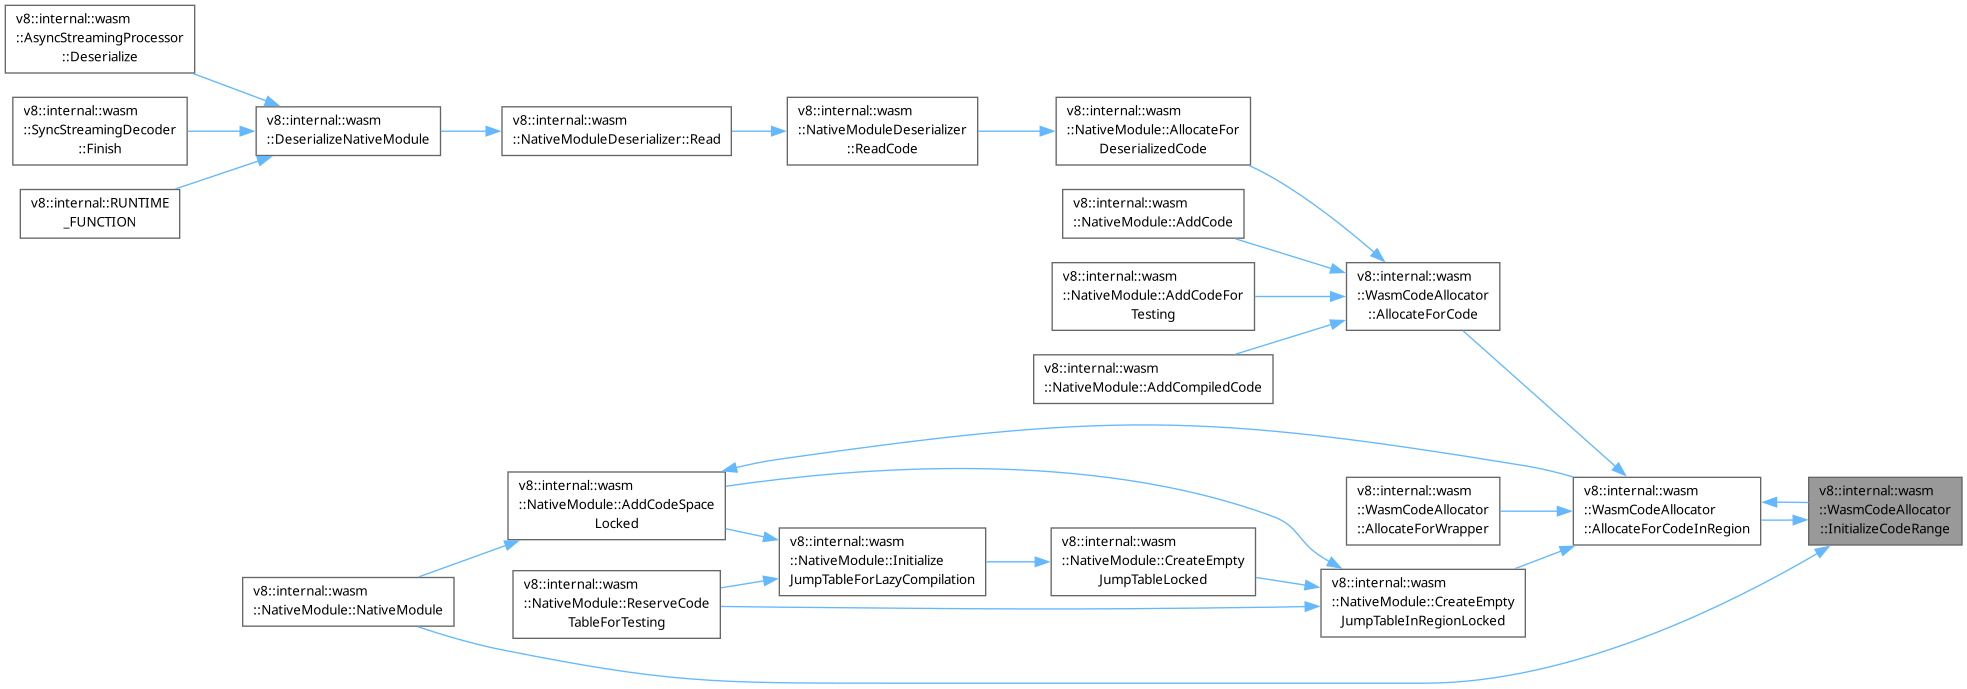 v8::internal::wasm
::AsyncStreamingProcessor
::Deserialize
v8::internal::wasm
::SyncStreamingDecoder
::Finish
v8::internal::RUNTIME
_FUNCTION
v8::internal::wasm
::DeserializeNativeModule
v8::internal::wasm
::NativeModuleDeserializer::Read
v8::internal::wasm
::NativeModuleDeserializer
::ReadCode
v8::internal::wasm
::NativeModule::AllocateFor
DeserializedCode
v8::internal::wasm
::NativeModule::AddCode
v8::internal::wasm
::NativeModule::AddCodeFor
Testing
v8::internal::wasm
::NativeModule::AddCompiledCode
v8::internal::wasm
::WasmCodeAllocator
::AllocateForCode
v8::internal::wasm
::NativeModule::AddCodeSpace
Locked
v8::internal::wasm
::NativeModule::NativeModule
v8::internal::wasm
::NativeModule::ReserveCode
TableForTesting
v8::internal::wasm
::NativeModule::Initialize
JumpTableForLazyCompilation
v8::internal::wasm
::NativeModule::CreateEmpty
JumpTableLocked
v8::internal::wasm
::WasmCodeAllocator
::AllocateForWrapper
v8::internal::wasm
::NativeModule::CreateEmpty
JumpTableInRegionLocked
v8::internal::wasm
::WasmCodeAllocator
::AllocateForCodeInRegion
v8::internal::wasm
::WasmCodeAllocator
::InitializeCodeRange